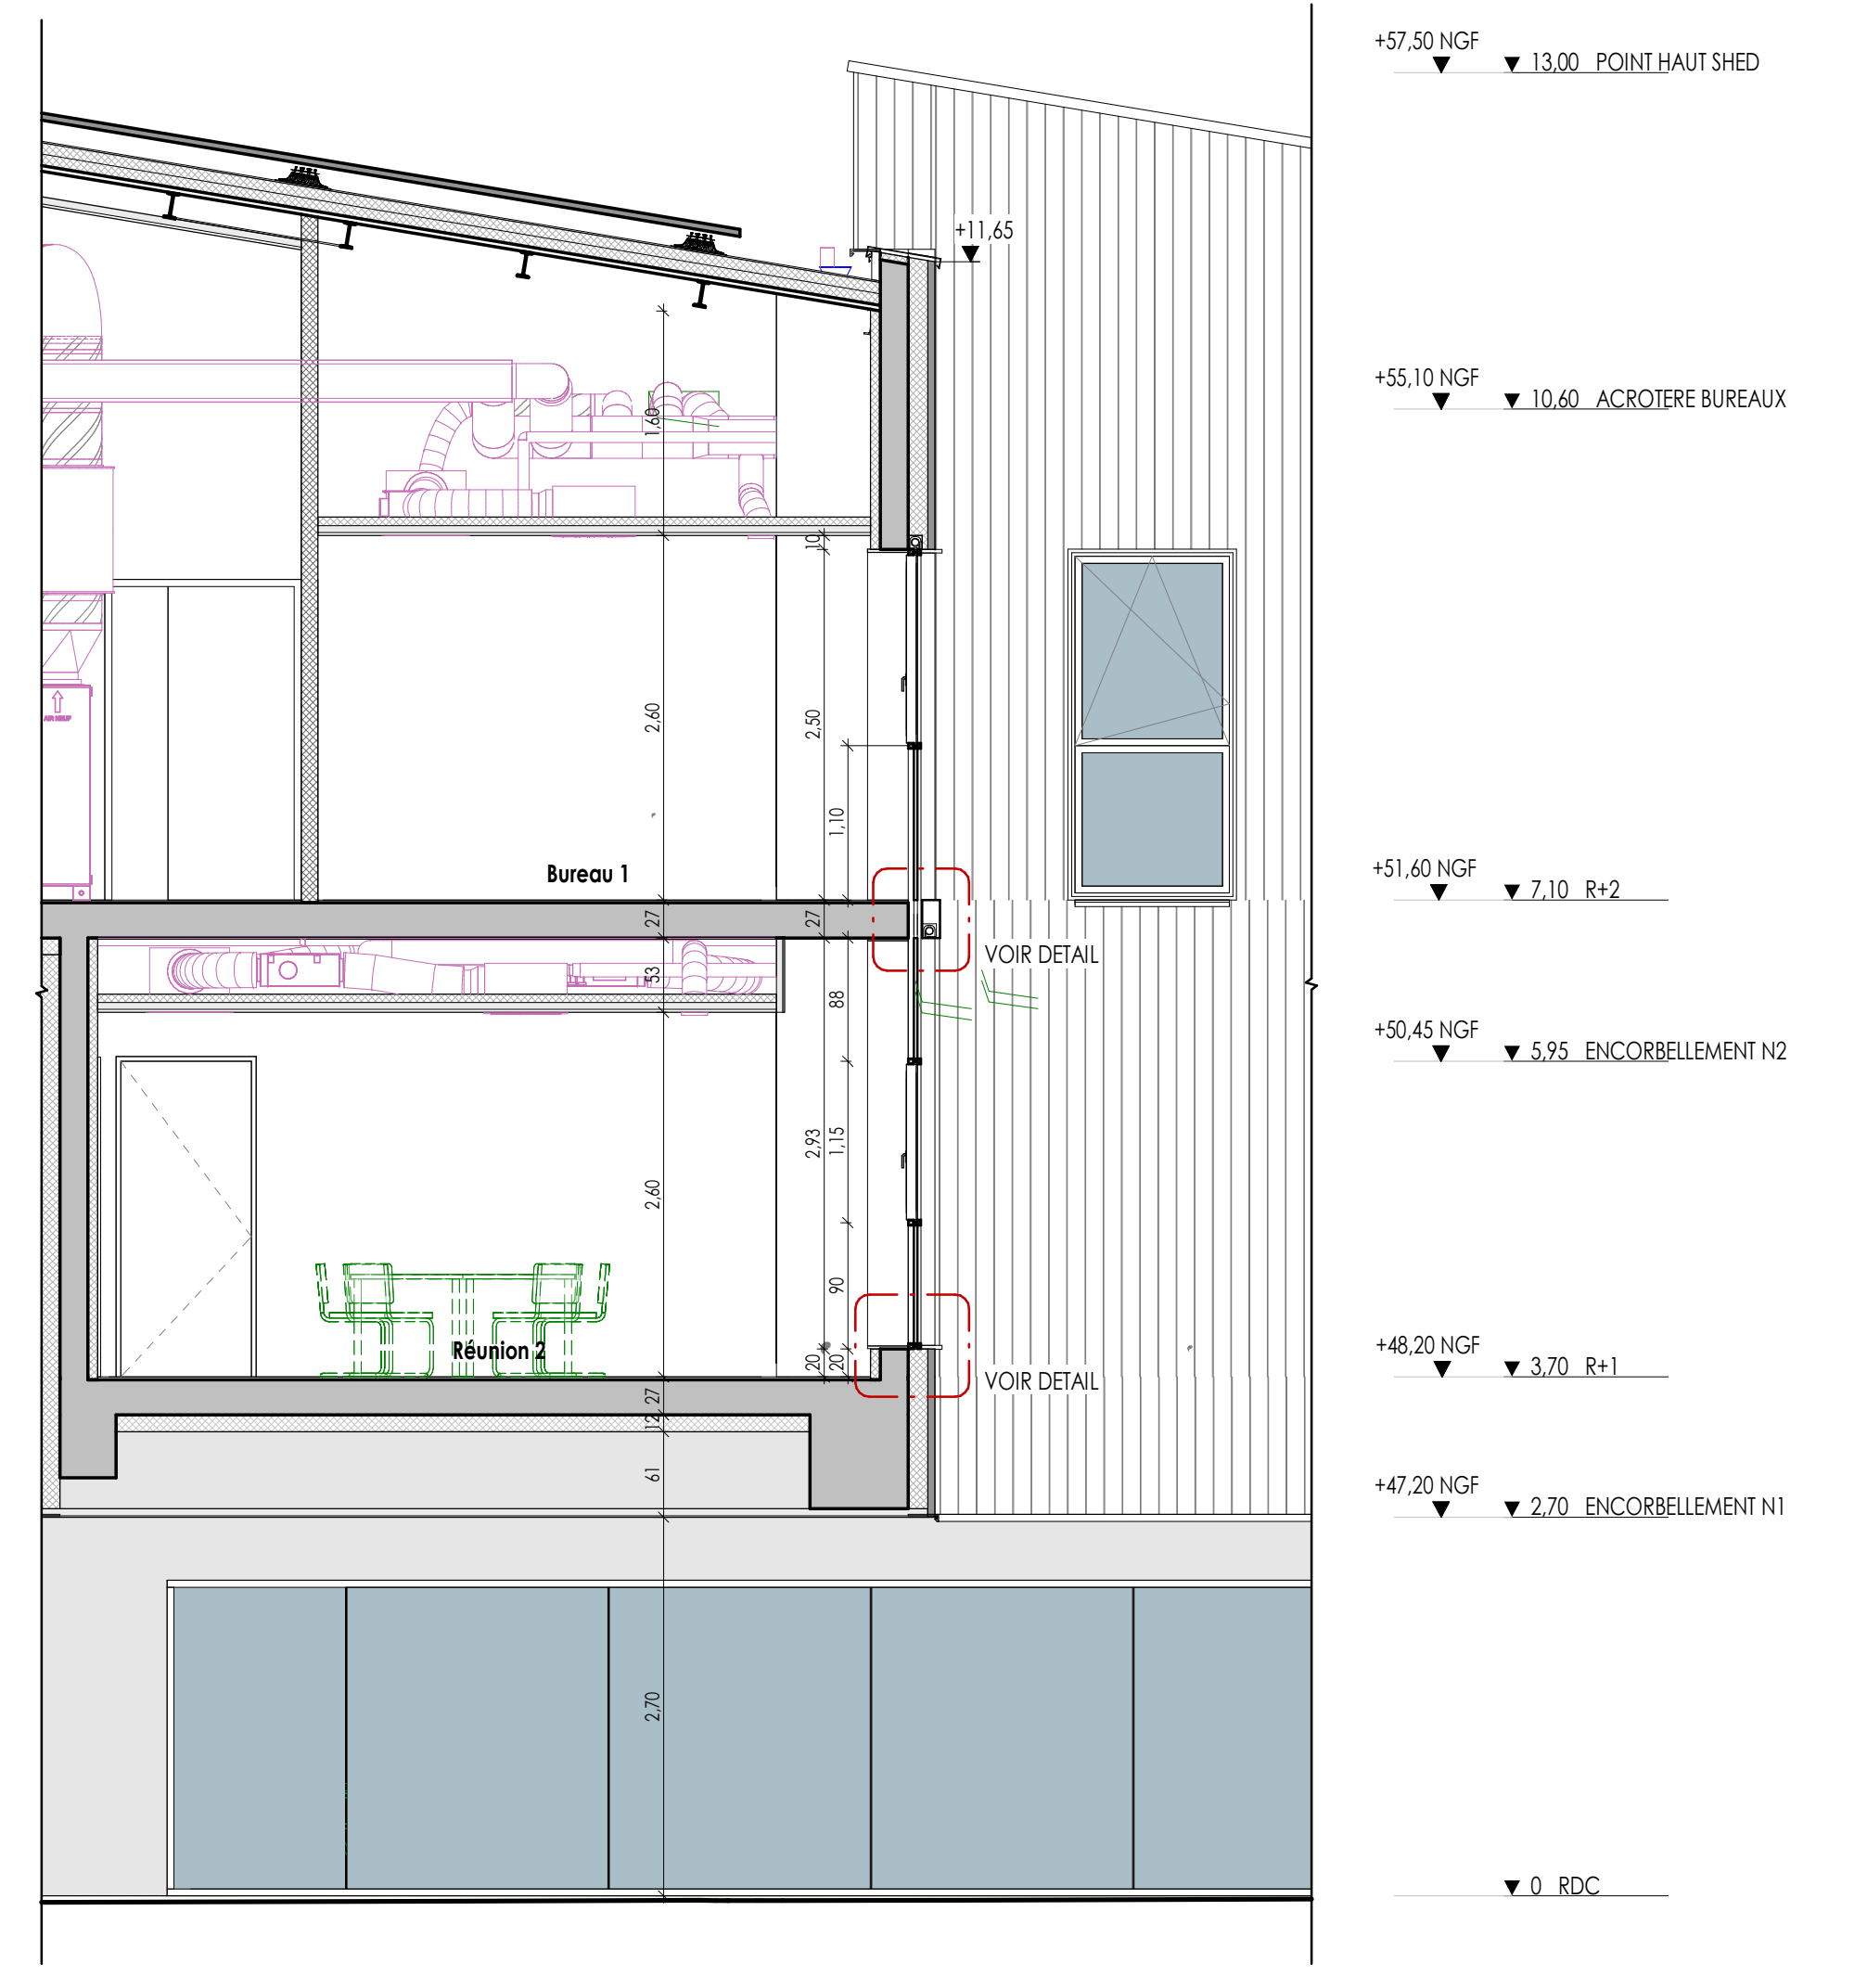 +57,50 NGF
13,00 POINT HAUT SHED
+11,65
+55,10 NGF
10,60 ACROTERE BUREAUX
1,60
10
2,60
2,50
1,10
Bureau 1
+51,60 NGF
7,10 R+2
27
27
VOIR DETAIL
53
88
+50,45 NGF
5,95 ENCORBELLEMENT N2
2,93
1,15
2,60
90
Réunion 2
20
20
+48,20 NGF
3,70 R+1
VOIR DETAIL
27
12
61
+47,20 NGF
2,70 ENCORBELLEMENT N1
2,70
0 RDC